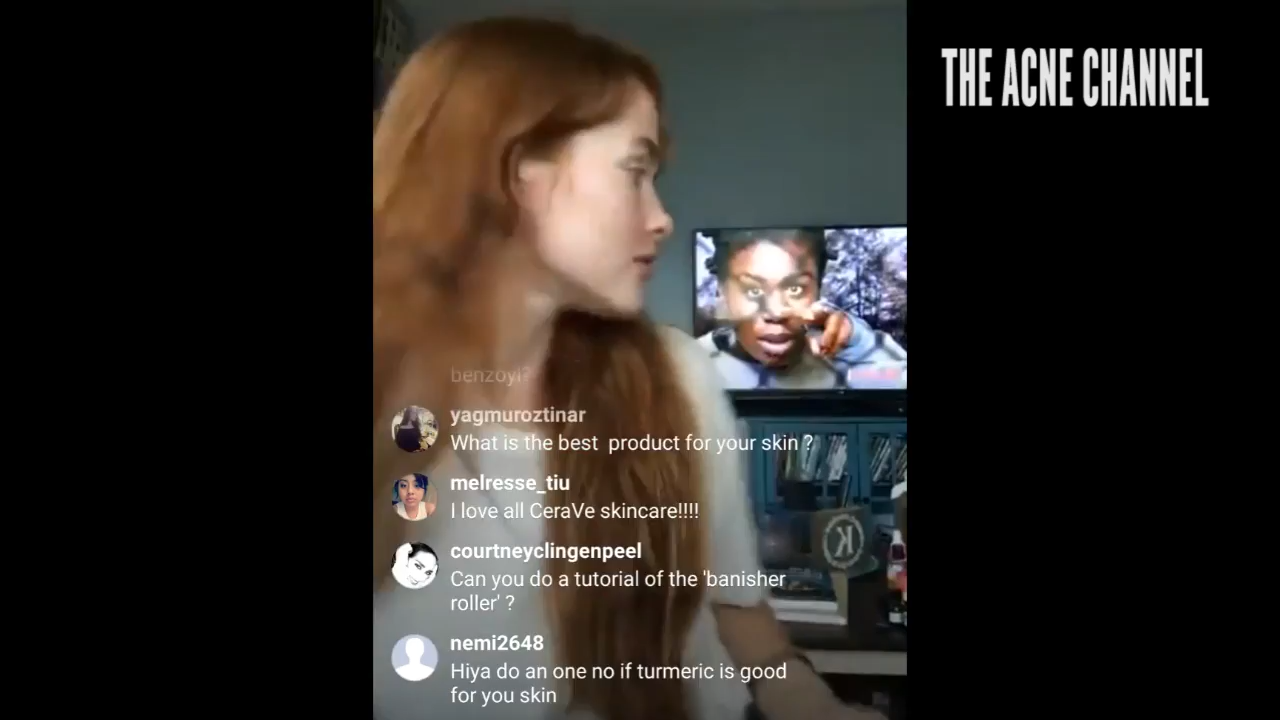 THE ACNE CHANNEL
benzoyl?
yagmuroztinar
What is the best product for your skin ?
melresse_tiu
I love all CeraVe skincare!!!!
courtneyclingenpeel
Can you do a tutorial of the 'banisher
roller' ?
nemi2648
Hiya do an one no if turmeric is good
for you skin
K